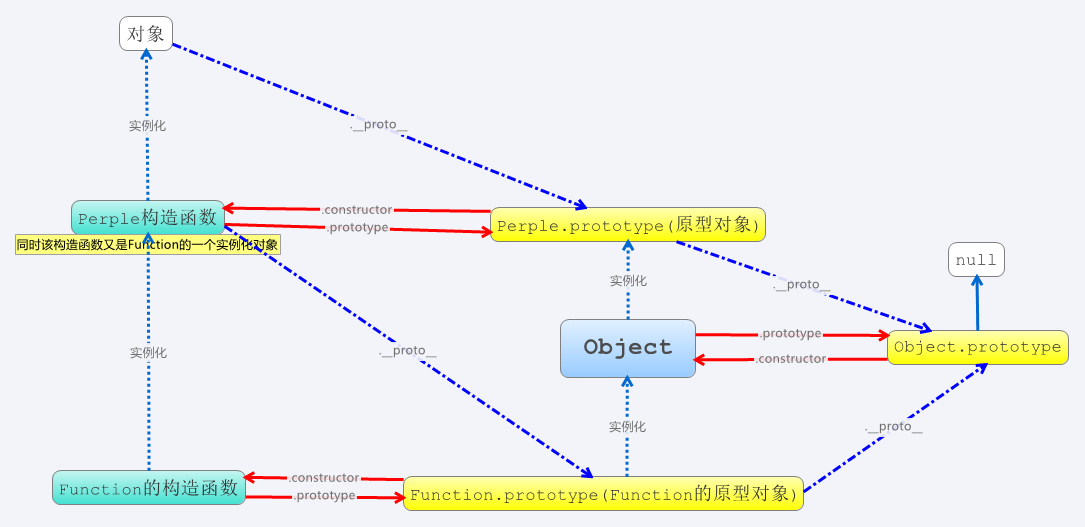 对象
实例化
.__proto__
Perple构造函数
.constructor
.prototype
Perple.prototype(原型对象)
同时该构造函数又是Function的一个实例化对象
null
实例化
.__proto__
Object
.prototype
.constructor
Object.prototype
实例化
.__proto__
实例化
.__proto__
Function的构造函数
.constructor
.prototype
Function.prototype(Function的原型对象)